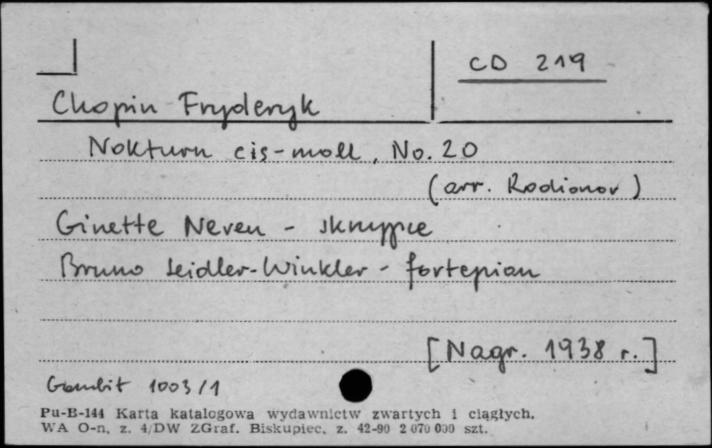 CD 219
Chopin Fryderyk
Nokturn cis-moll, No. 20
(arr. Rodionov)
Ginette Neveu - skrzypce
Bruno Seidler-Winkler - fortepian
[Nagr. 1938 r.]
Gambit 1003/1
Pu-B-144 Karta katalogowa wydawnictw zwartych i ciągłych.
WA O-n, z. 4/DW ZGraf. Biskupiec, z. 42-90 2 070 000 szt.